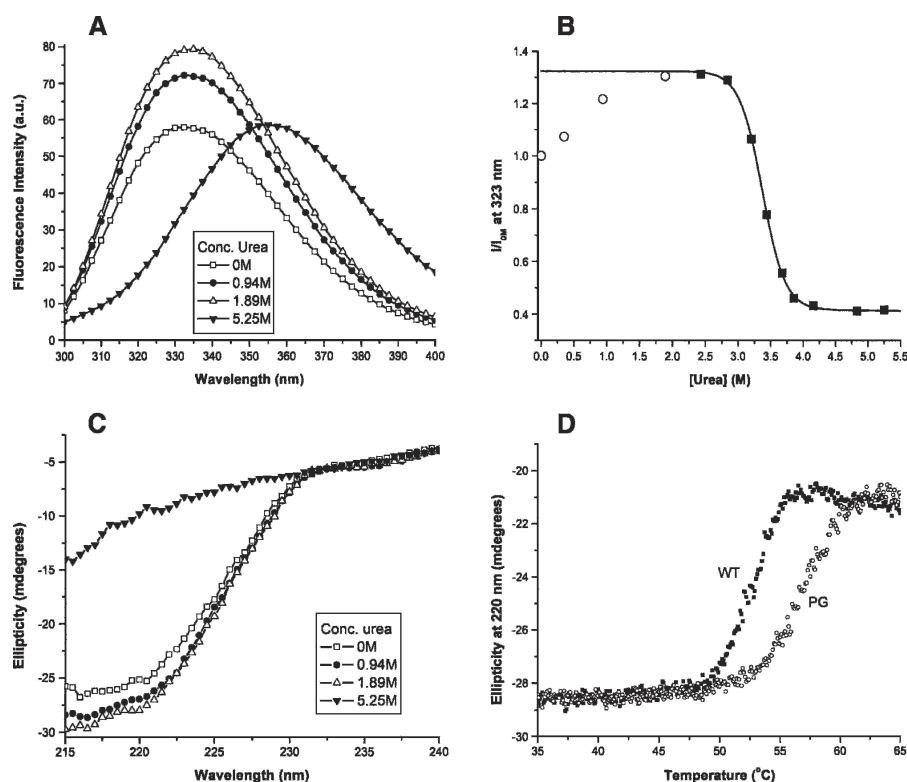 A
Fluorescence Intensity (a.u.)
80
70
60
50
40
30
20
10
0
Conc. Urea
0M
0.94M
1.89M
5.25M
300 310 320 330 340 350 360 370 380 390 400
Wavelength (nm)
B
I/I0M at 323 nm
1.4
1.2
1.0
0.8
0.6
0.4
0.0 0.5 1.0 1.5 2.0 2.5 3.0 3.5 4.0 4.5 5.0 5.5
[Urea] (M)
C
Ellipticity (mdegrees)
-5
-10
-15
-20
-25
-30
Conc. urea
0M
0.94M
1.89M
5.25M
215 220 225 230 235 240
Wavelength (nm)
D
Ellipticity at 220 nm (mdegrees)
-20
-22
-24
-26
-28
-30
WT
PG
35 40 45 50 55 60 65
Temperature (°C)